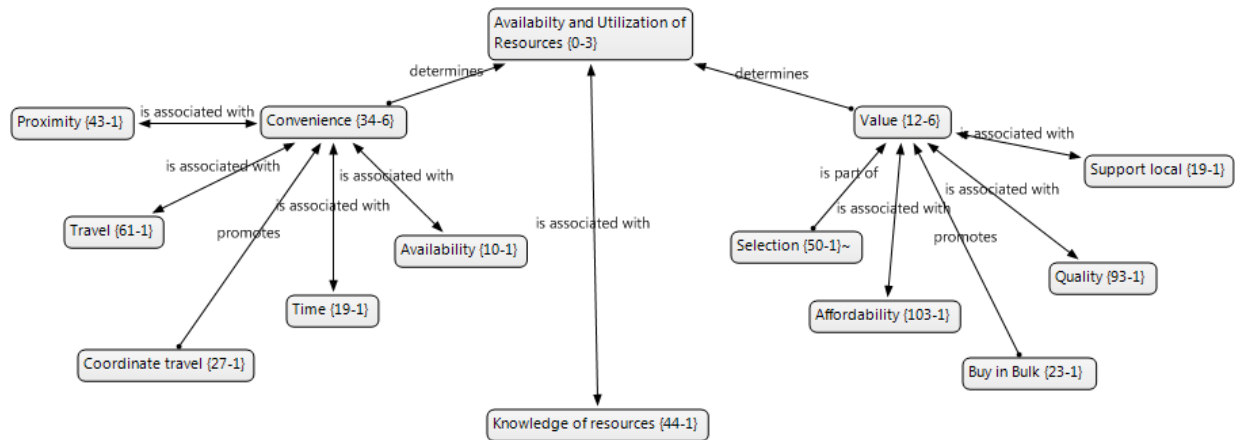 Availabilty and Utilization of
Resources {0-3}
determines
determines
is associated with
Proximity {43-1}
Convenience {34-6}
Value {12-6}
is associated with
is associated with
is associated with
is part of
is associated with
Support local {19-1}
is associated with
is associated with
is associated with
Travel {61-1}
promotes
promotes
Availability {10-1}
Selection {50-1}~
Quality {93-1}
Time {19-1}
Affordability {103-1}
Coordinate travel {27-1}
Buy in Bulk {23-1}
Knowledge of resources {44-1}